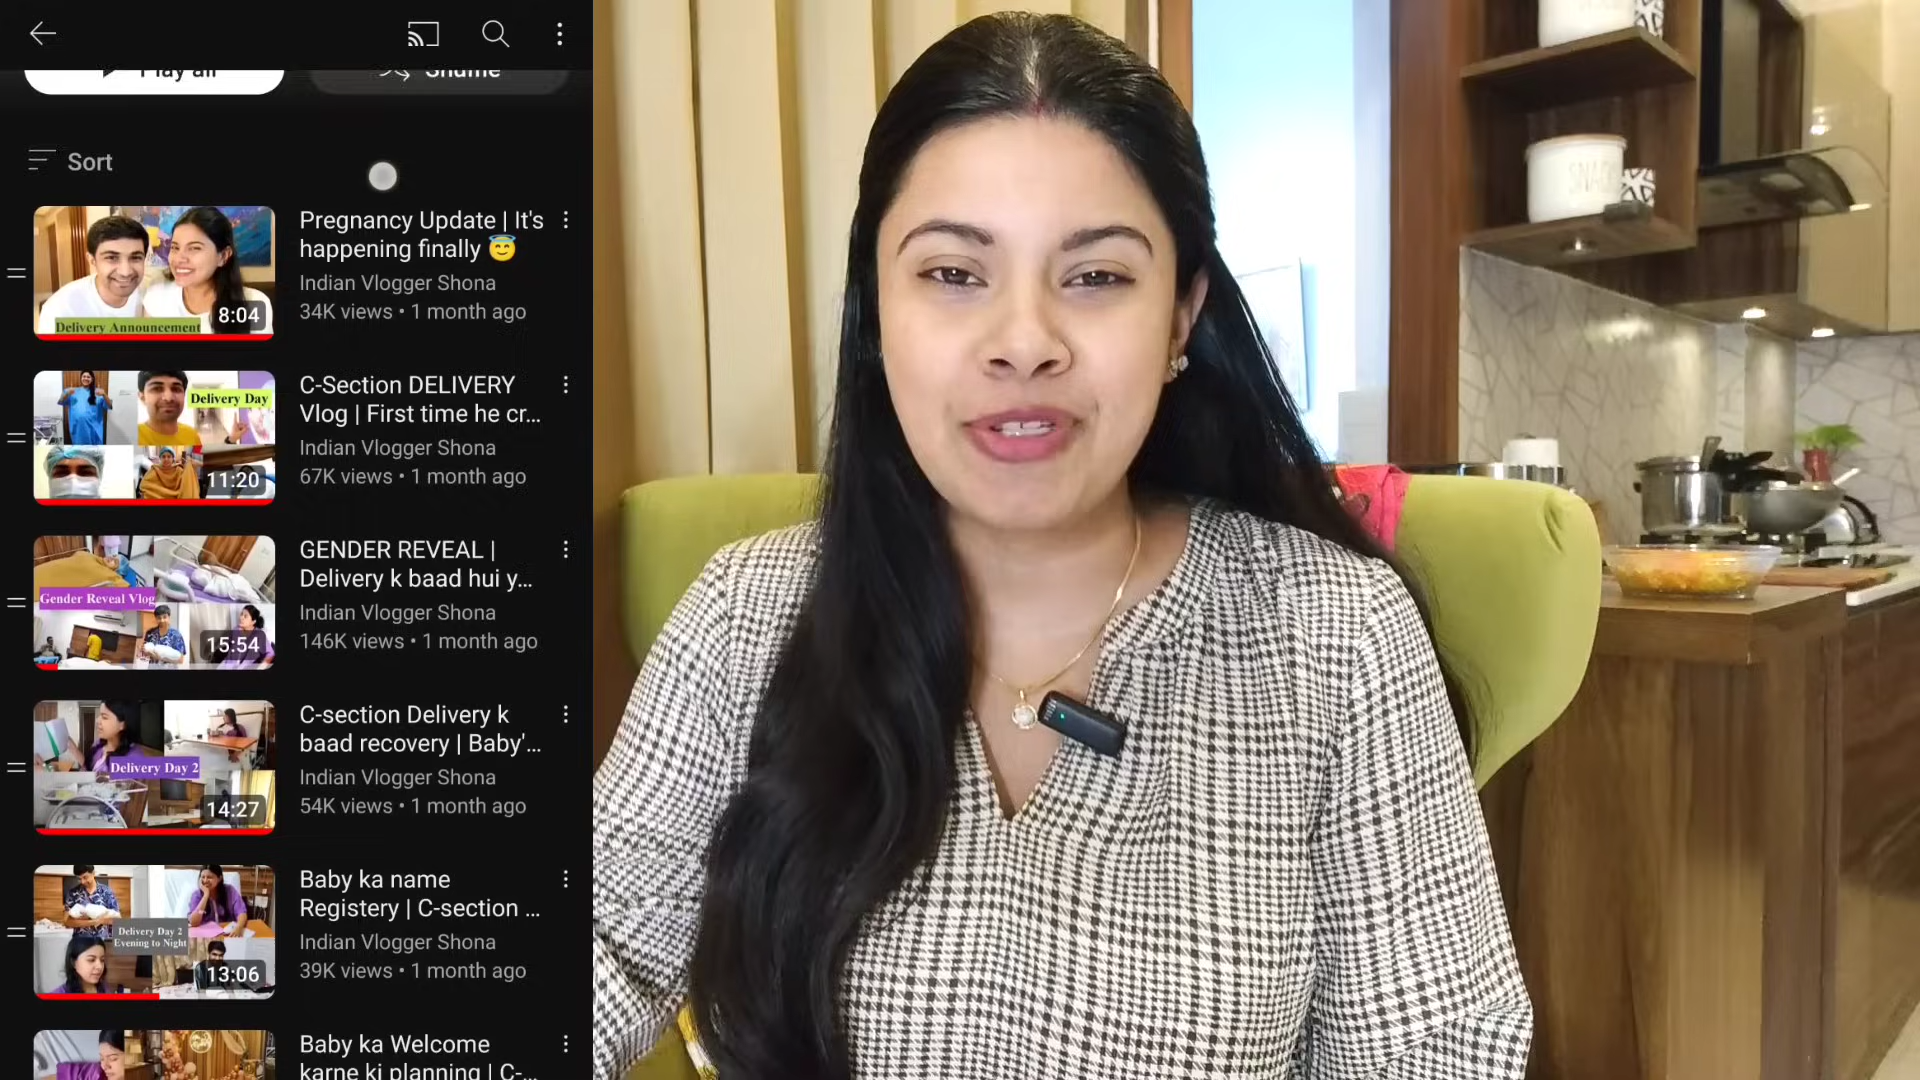 Play all
Shuffle
Sort
Pregnancy Update | It's
happening finally 😇
Indian Vlogger Shona
34K views • 1 month ago
Delivery Announcement
8:04
C-Section DELIVERY
Vlog | First time he cr...
Indian Vlogger Shona
67K views • 1 month ago
Delivery Day
11:20
GENDER REVEAL |
Delivery k baad hui y...
Indian Vlogger Shona
146K views • 1 month ago
Gender Reveal Vlog
15:54
C-section Delivery k
baad recovery | Baby'...
Indian Vlogger Shona
54K views • 1 month ago
Delivery Day 2
14:27
Baby ka name
Registery | C-section ...
Indian Vlogger Shona
39K views • 1 month ago
Delivery Day 2
Evening to Night
13:06
Baby ka Welcome
karne ki planning | C-...